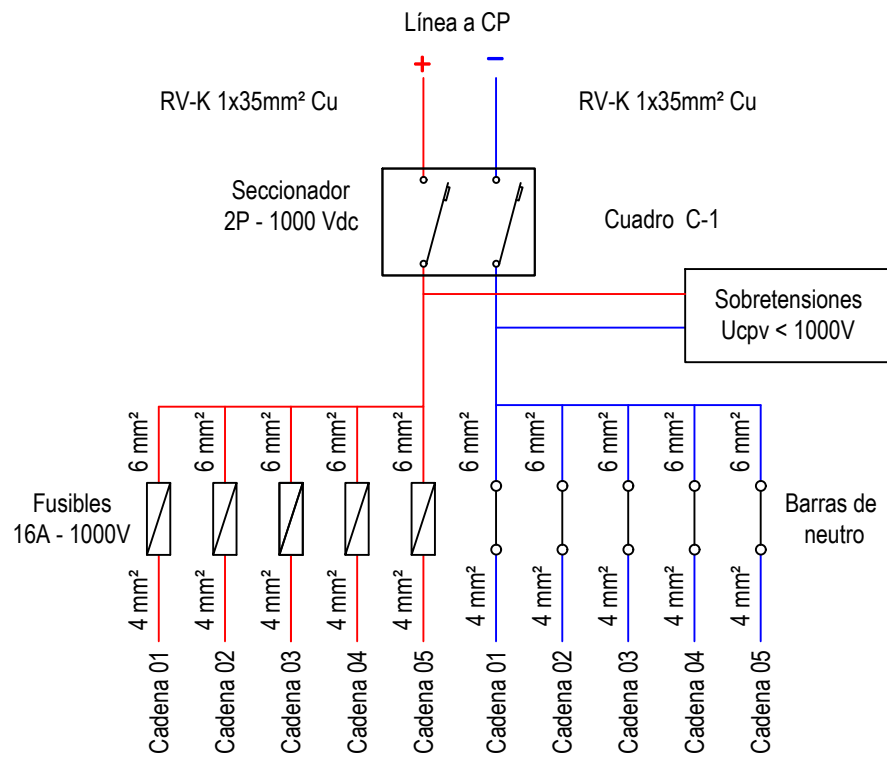 Línea a CP
+
−
RV-K 1x35mm² Cu
RV-K 1x35mm² Cu
Seccionador
2P - 1000 Vdc
Cuadro C-1
Sobretensiones
Ucpv < 1000V
6 mm²
6 mm²
6 mm²
6 mm²
6 mm²
6 mm²
6 mm²
6 mm²
6 mm²
6 mm²
Fusibles
16A - 1000V
Barras de
neutro
4 mm²
4 mm²
4 mm²
4 mm²
4 mm²
4 mm²
4 mm²
4 mm²
4 mm²
4 mm²
Cadena 01
Cadena 02
Cadena 03
Cadena 04
Cadena 05
Cadena 01
Cadena 02
Cadena 03
Cadena 04
Cadena 05